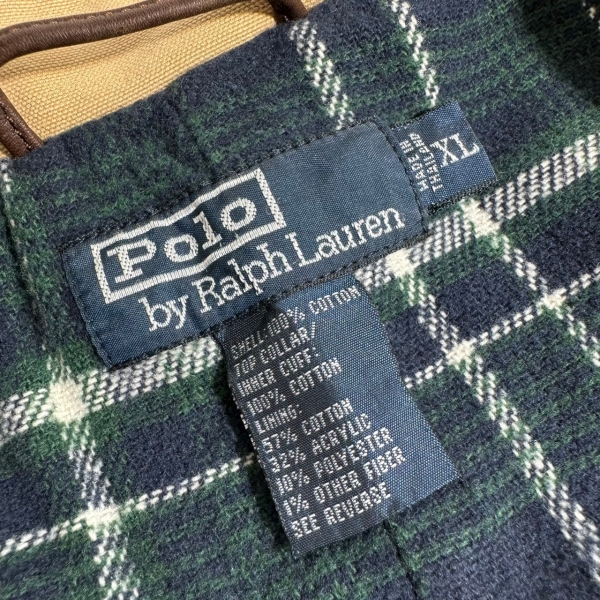 Polo
by Ralph Lauren
MADE IN
THAILAND
XL
SHELL:100% COTTON
TOP COLLAR/
INNER CUFF:
100% COTTON
LINING:
57% COTTON
32% ACRYLIC
10% POLYESTER
1% OTHER FIBER
SEE REVERSE